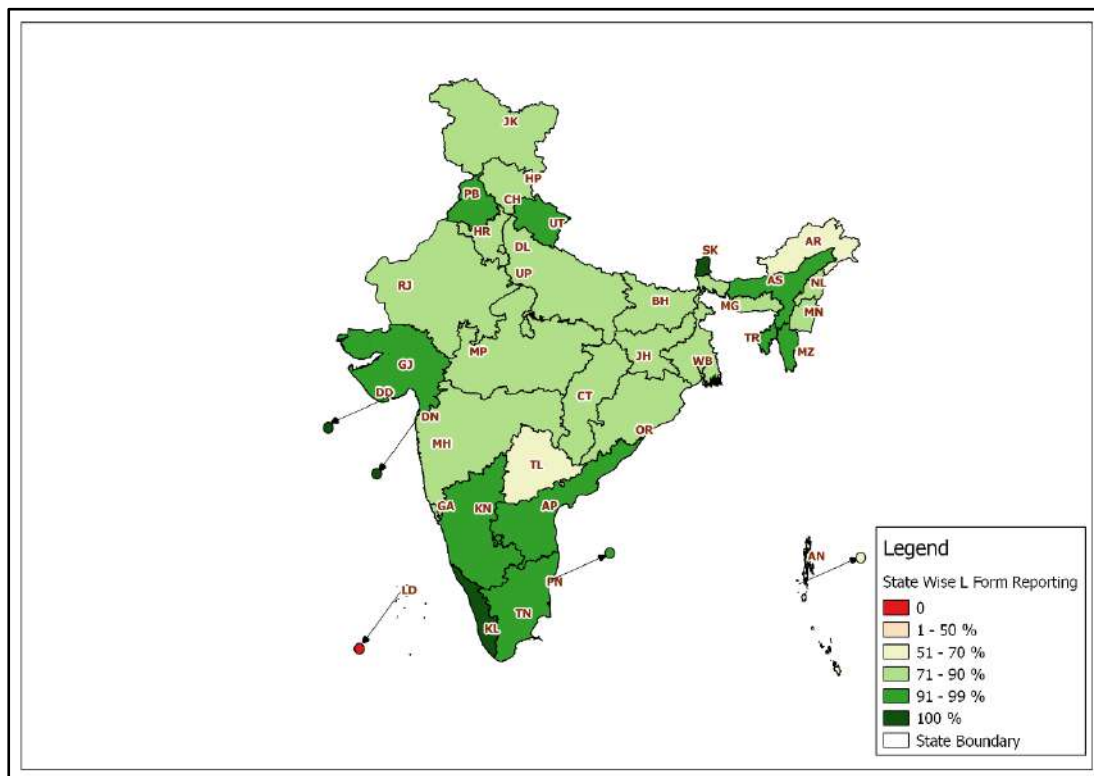 JK
HP
PB
CH
UT
HR
DL
AR
SK
UP
AS
NL
RJ
BH
MG
MN
TR
MP
JH
WB
MZ
GJ
CT
DD
DN
OR
MH
TL
GA
KN
AP
AN
PN
LD
TN
KL
Legend
State Wise L Form Reporting
0
1 - 50 %
51 - 70 %
71 - 90 %
91 - 99 %
100 %
State Boundary